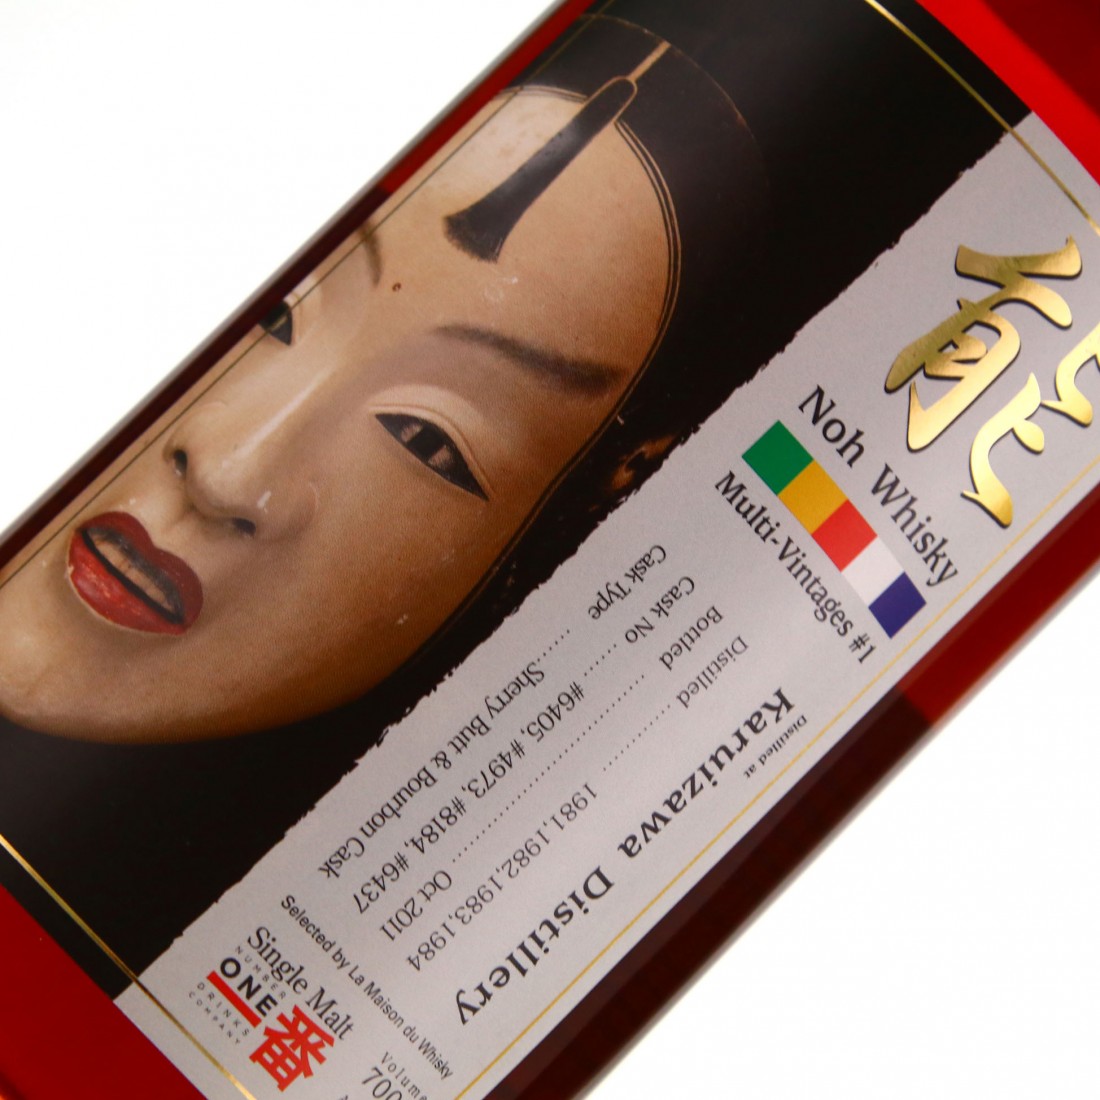 能
Noh Whisky
Multi-Vintages #1
Distilled at
Karuizawa Distillery
Distilled ............ 1981,1982,1983,1984
Bottled ........................ Oct 2011
Cask No ...... #6405, #4973, #8184, #6437
Cask Type ...... Sherry Butt & Bourbon Cask
Selected by La Maison du Whisky
Single Malt
NUMBER
ONE
DRINKS
COMPANY
一番
Volume
700